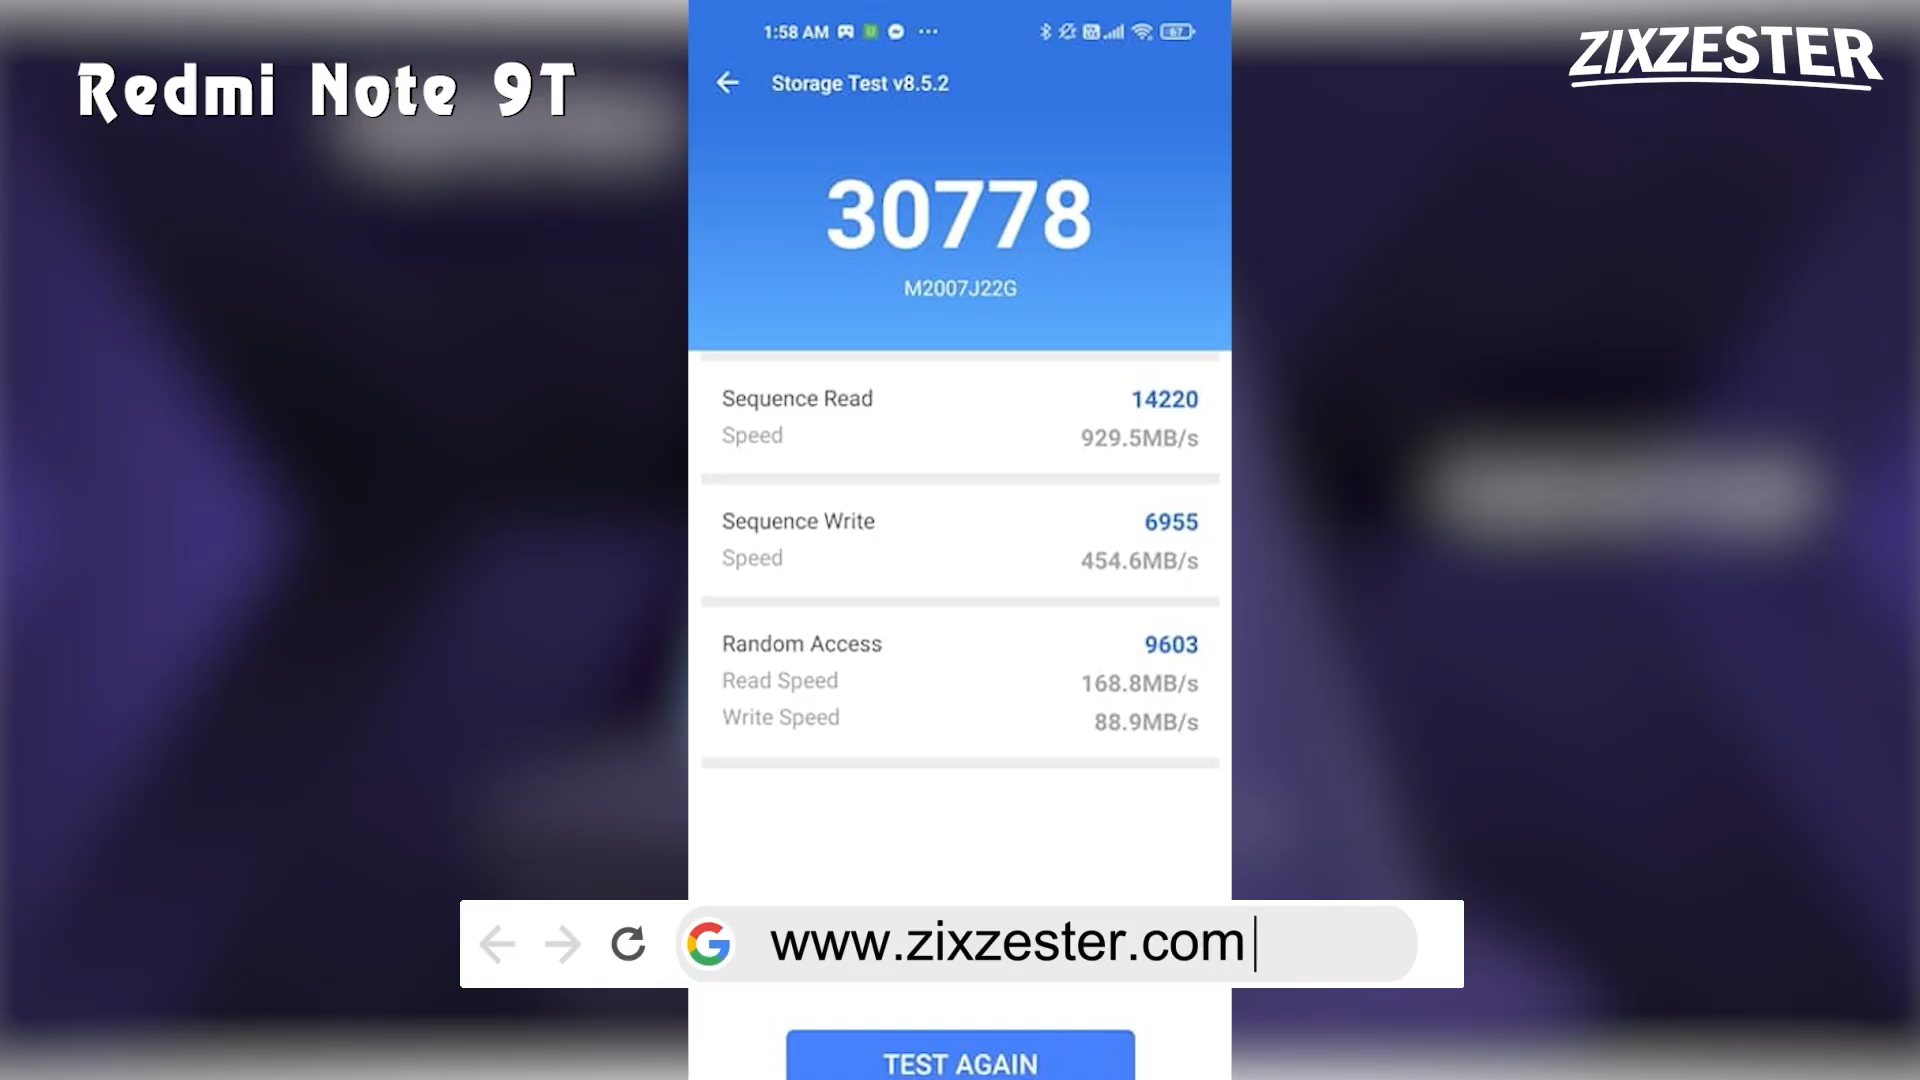 Redmi Note 9T
ZIXZESTER
1:58 AM
67
Storage Test v8.5.2
30778
M2007J22G
Sequence Read 14220
Speed 929.5MB/s
Sequence Write 6955
Speed 454.6MB/s
Random Access 9603
Read Speed 168.8MB/s
Write Speed 88.9MB/s
www.zixzester.com
TEST AGAIN